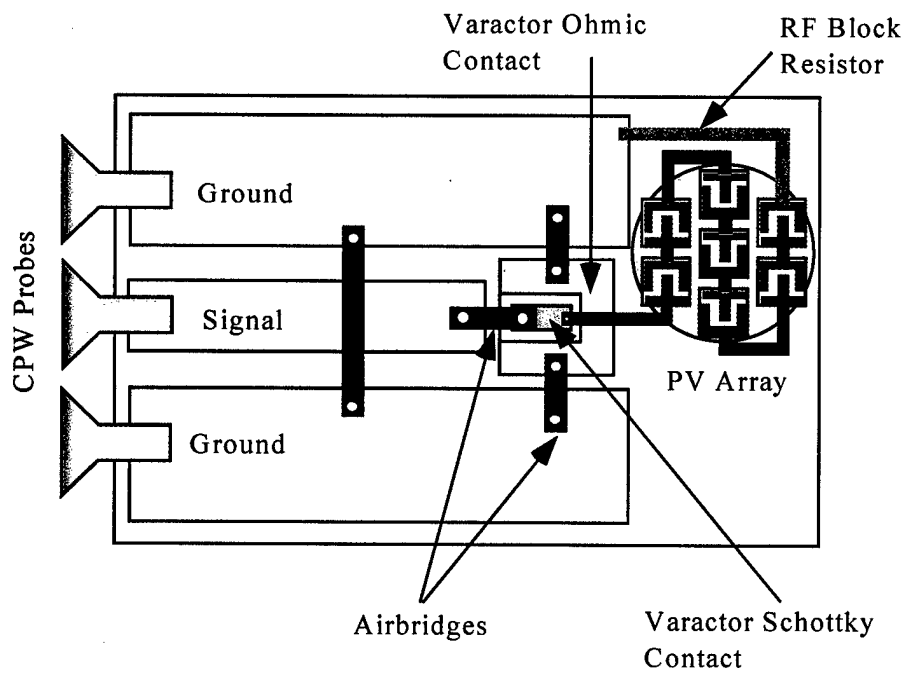 Varactor Ohmic
Contact
RF Block
Resistor
Ground
CPW Probes
Signal
PV Array
Ground
Airbridges
Varactor Schottky
Contact